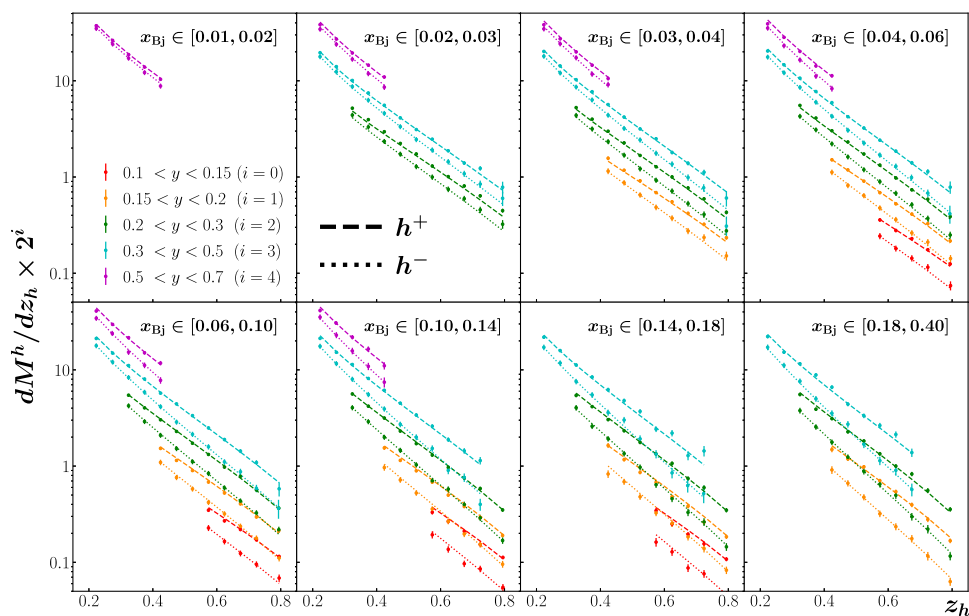 dM^h/dz_h × 2^i
10
1
0.1
x_Bj ∈ [0.01, 0.02]
x_Bj ∈ [0.02, 0.03]
x_Bj ∈ [0.03, 0.04]
x_Bj ∈ [0.04, 0.06]
0.1 < y < 0.15 (i = 0)
0.15 < y < 0.2 (i = 1)
0.2 < y < 0.3 (i = 2)
0.3 < y < 0.5 (i = 3)
0.5 < y < 0.7 (i = 4)
h^+
h^−
10
1
0.1
x_Bj ∈ [0.06, 0.10]
x_Bj ∈ [0.10, 0.14]
x_Bj ∈ [0.14, 0.18]
x_Bj ∈ [0.18, 0.40]
0.2 0.4 0.6 0.8 0.2 0.4 0.6 0.8 0.2 0.4 0.6 0.8 0.2 0.4 0.6 z_h